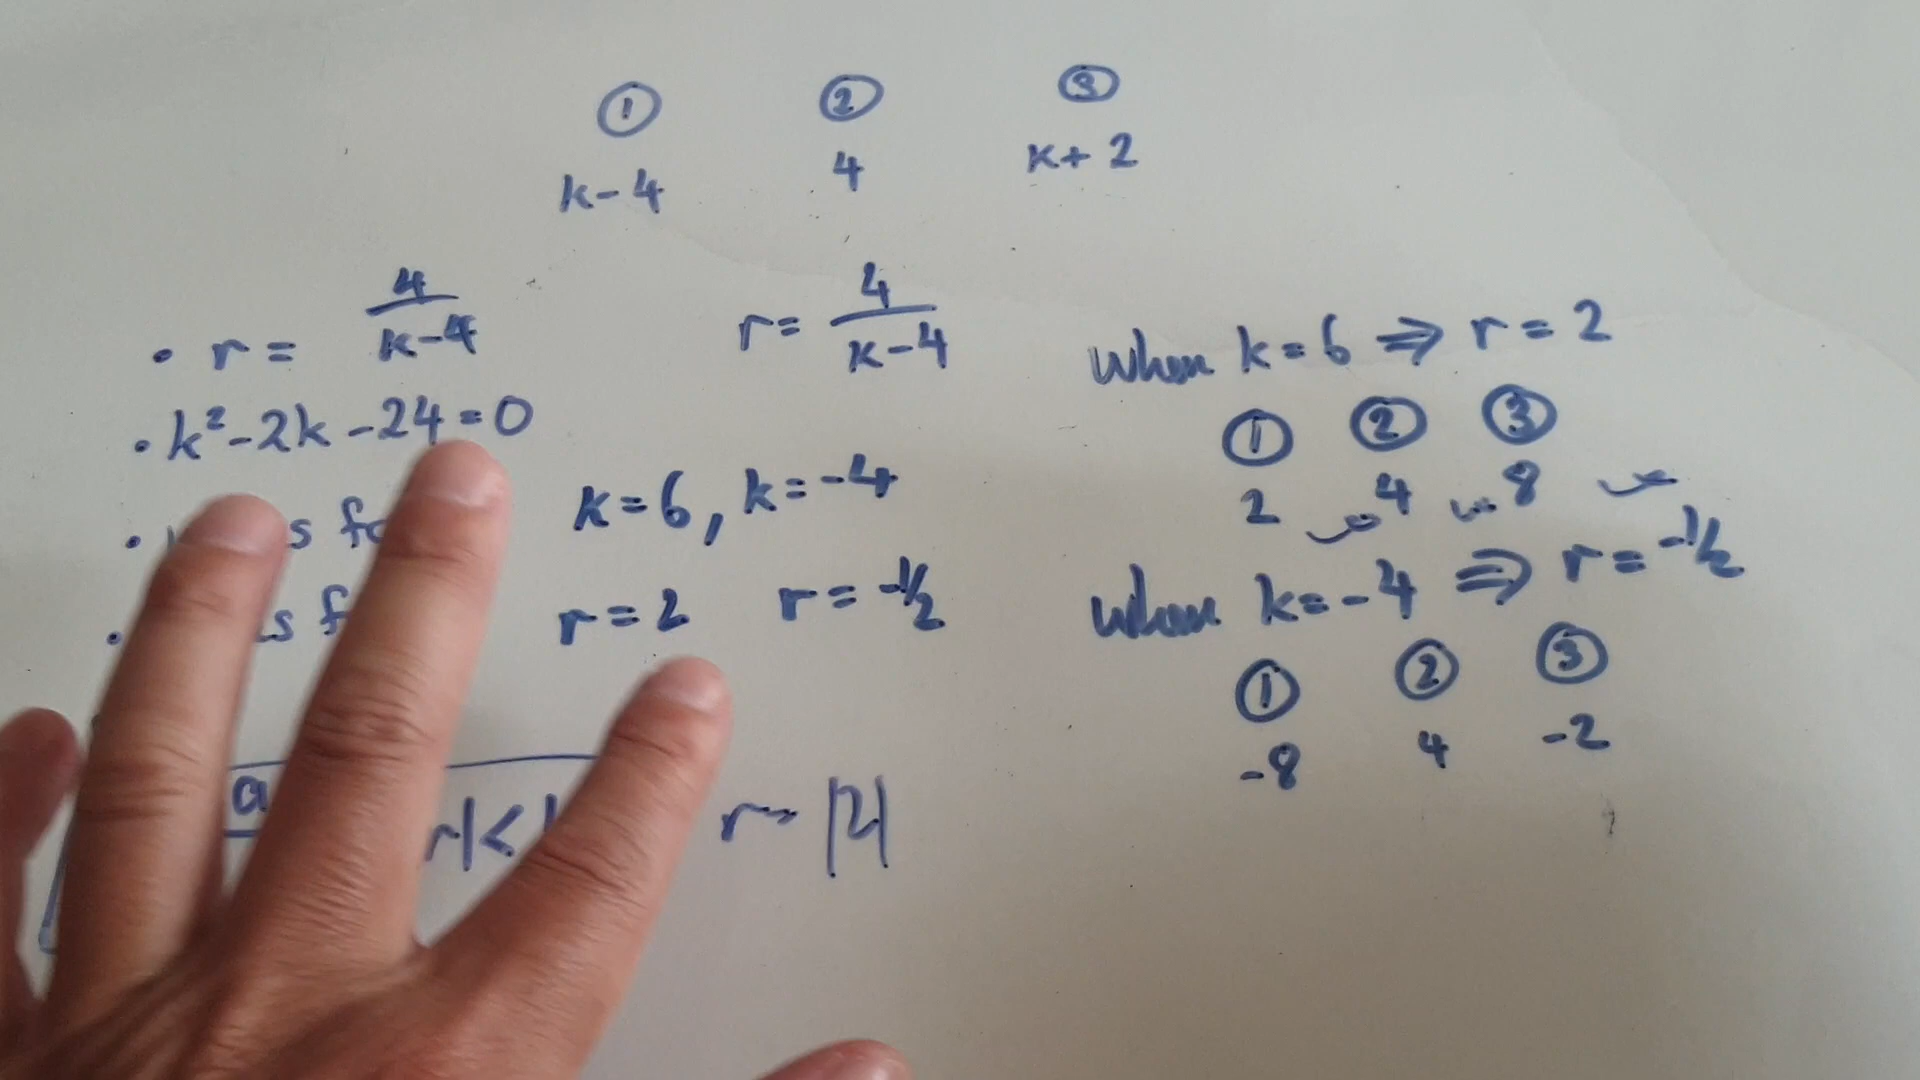 ① ② ③
k-4 4 k+2
• r = 4/(k-4)
• k²-2k-24=0
r = 4/(k-4)
k=6, k=-4
r=2 r=-1/2
r = |2|
When k=6 ⇒ r=2
① ② ③
2 4 8
When k=-4 ⇒ r=-1/2
① ② ③
-8 4 -2